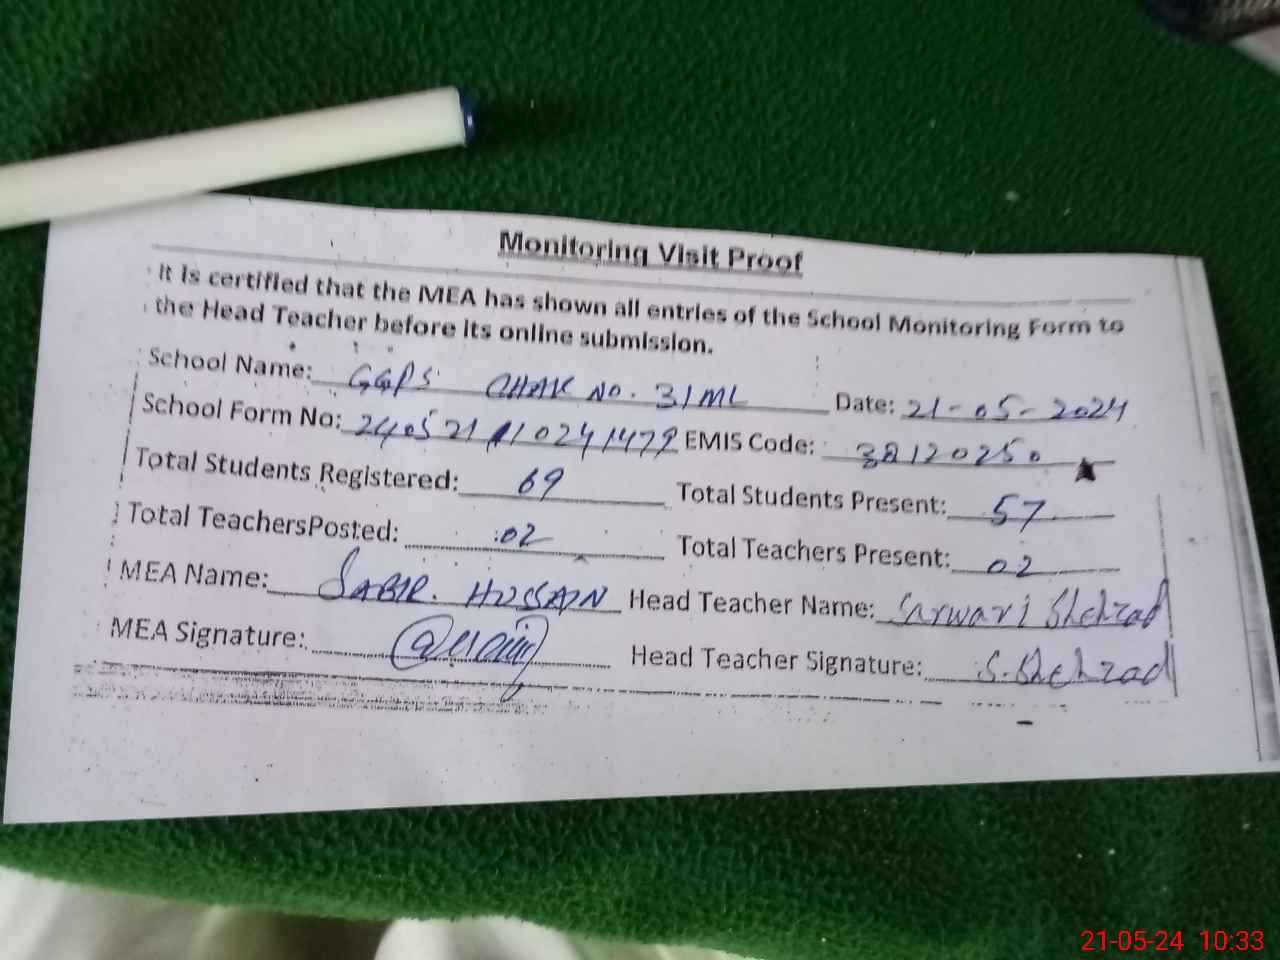 Monitoring Visit Proof
It is certified that the MEA has shown all entries of the School Monitoring Form to
the Head Teacher before its online submission.
School Name: GGPS CHAK NO. 31 ML Date: 21-05-2024
School Form No: 240521110241479 EMIS Code: 38120250
Total Students Registered: 69 Total Students Present: 57
Total TeachersPosted: 02 Total Teachers Present: 02
MEA Name: SABIR. HUSSAIN Head Teacher Name: Sarwari Shehzad
MEA Signature: Head Teacher Signature: S.Shehzad
21-05-24 10:33